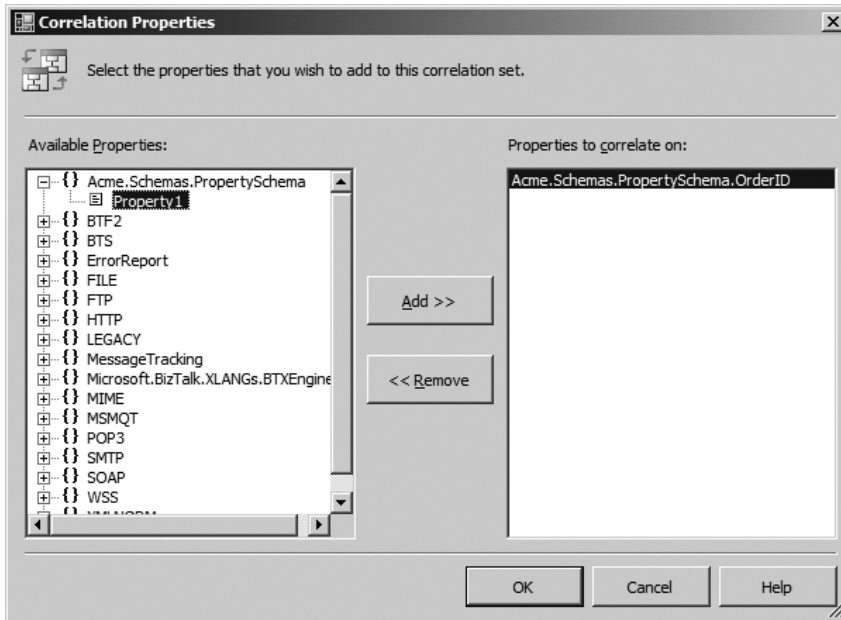 Correlation Properties
Select the properties that you wish to add to this correlation set.
Available Properties:
Properties to correlate on:
{} Acme.Schemas.PropertySchema
Property1
{} BTF2
{} BTS
{} ErrorReport
{} FILE
{} FTP
{} HTTP
{} LEGACY
{} MessageTracking
{} Microsoft.BizTalk.XLANGs.BTXEngine
{} MIME
{} MSMQT
{} POP3
{} SMTP
{} SOAP
{} WSS
Add >>
<< Remove
Acme.Schemas.PropertySchema.OrderID
OK
Cancel
Help